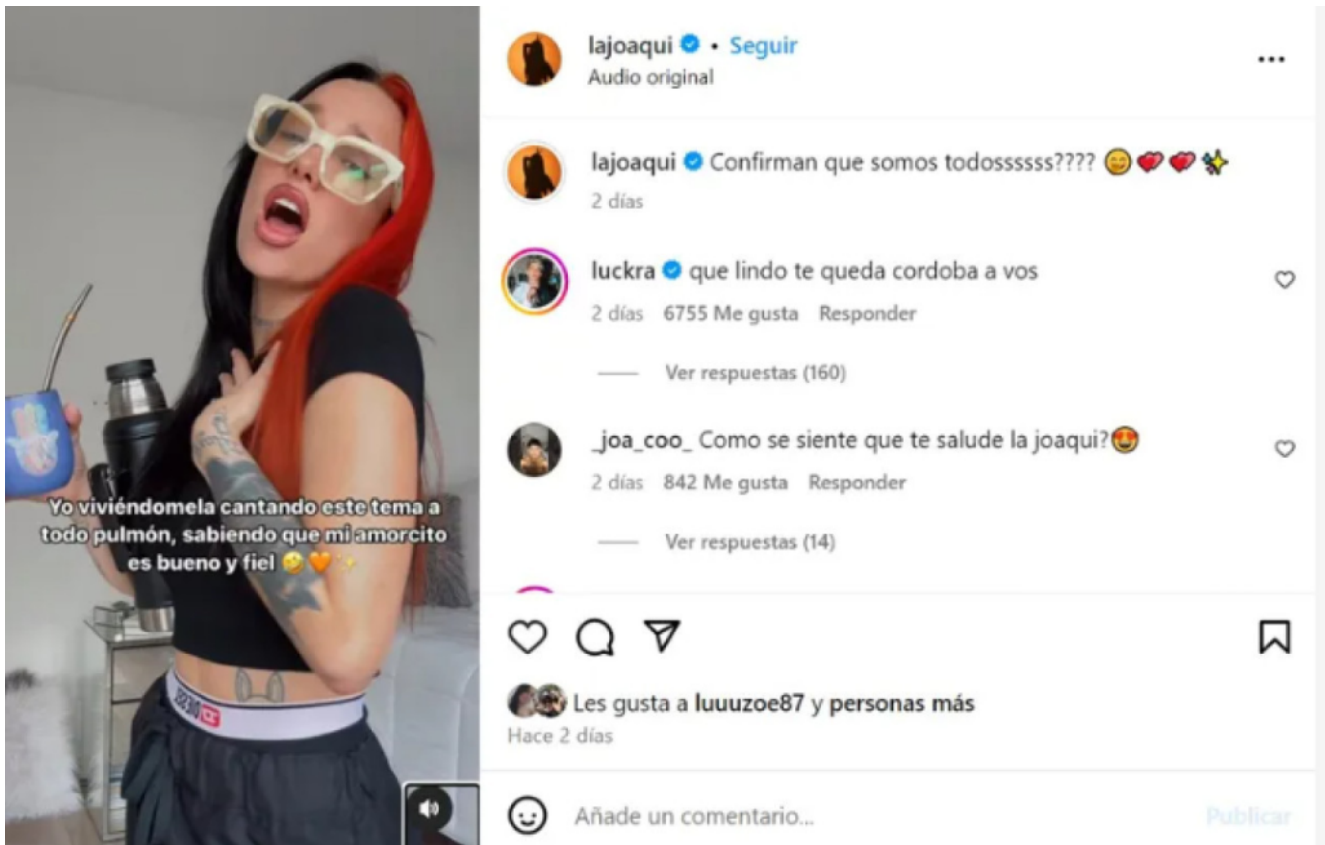 lajoaqui • Seguir
Audio original
lajoaqui Confirman que somos todossssss???? 😄💕💕✨
2 días
luckra que lindo te queda cordoba a vos
2 días 6755 Me gusta Responder
Ver respuestas (160)
_joa_coo_ Como se siente que te salude la joaqui?😍
2 días 842 Me gusta Responder
Ver respuestas (14)
Les gusta a luuuzoe87 y personas más
Hace 2 días
Añade un comentario...
Publicar
Yo viviéndomela cantando este tema a
todo pulmón, sabiendo que mi amorcito
es bueno y fiel 🤣🧡✨
DIESEL